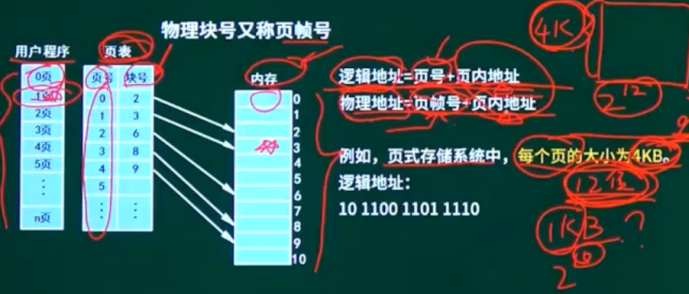 物理块号又称页帧号
用户程序
页表
内存
0页
1页
2页
3页
4页
5页
n页
页号 块号
0 2
1 3
2 6
3 8
4 9
5
0
1
2
3
4
5
6
7
8
9
10
逻辑地址=页号+页内地址
物理地址=页帧号+页内地址
例如，页式存储系统中，每个页的大小为4KB。
逻辑地址：
10 1100 1101 1110
4K
2^12
12位
1KB ?
2^10